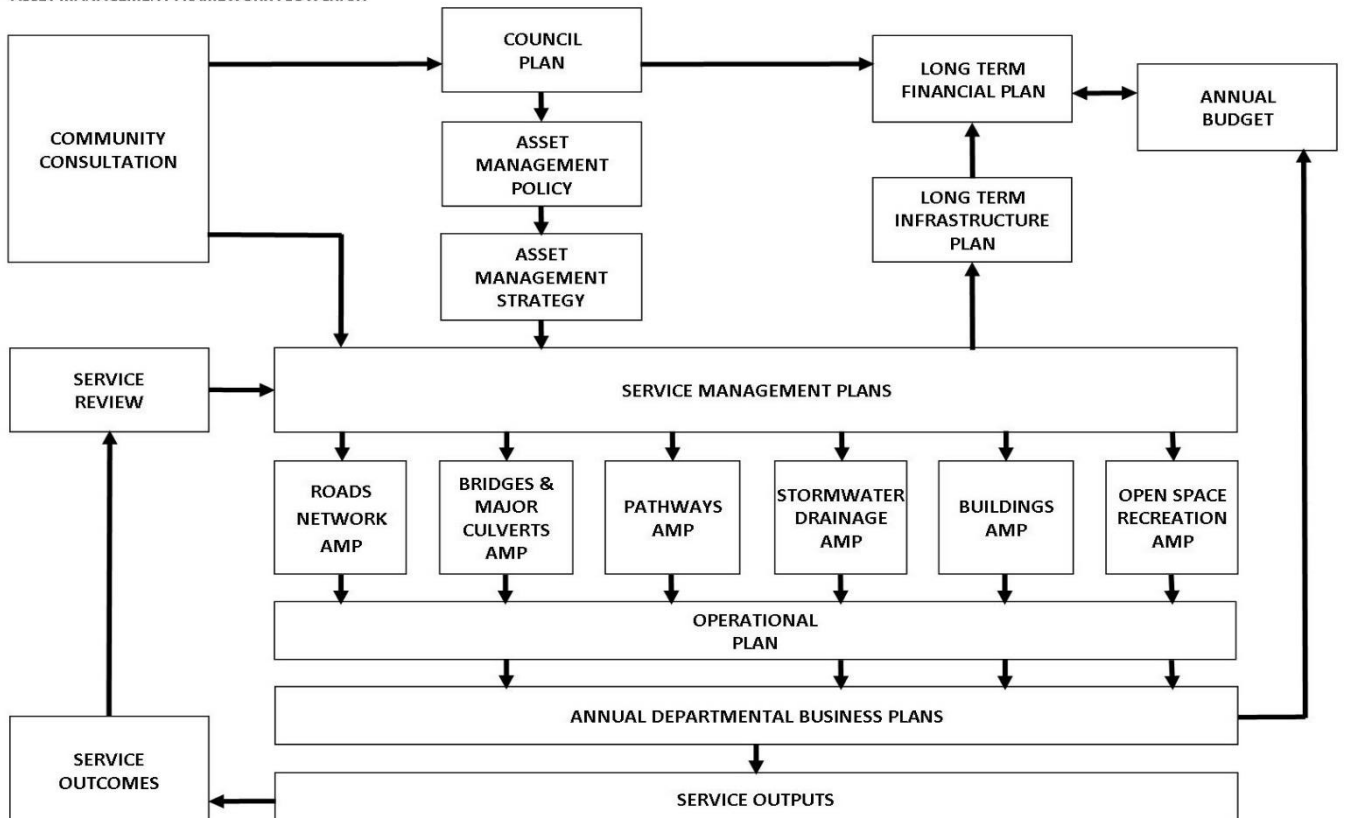 COUNCIL
PLAN
LONG TERM
FINANCIAL PLAN
ANNUAL
BUDGET
COMMUNITY
CONSULTATION
ASSET
MANAGEMENT
POLICY
LONG TERM
INFRASTRUCTURE
PLAN
ASSET
MANAGEMENT
STRATEGY
SERVICE
REVIEW
SERVICE MANAGEMENT PLANS
ROADS
NETWORK
AMP
BRIDGES &
MAJOR
CULVERTS
AMP
PATHWAYS
AMP
STORMWATER
DRAINAGE
AMP
BUILDINGS
AMP
OPEN SPACE
RECREATION
AMP
OPERATIONAL
PLAN
ANNUAL DEPARTMENTAL BUSINESS PLANS
SERVICE
OUTCOMES
SERVICE OUTPUTS